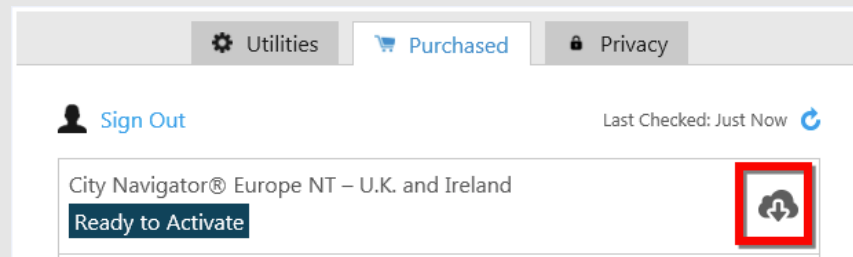 Utilities Purchased Privacy
Sign Out Last Checked: Just Now
City Navigator® Europe NT – U.K. and Ireland
Ready to Activate